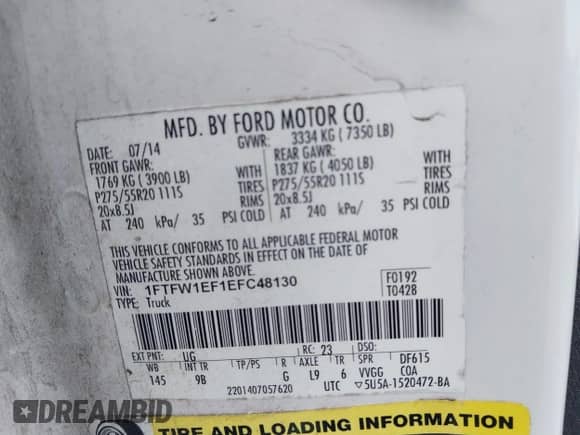 MFD. BY FORD MOTOR CO.
DATE: 07/14 GVWR: 3334 KG ( 7350 LB)
FRONT GAWR: REAR GAWR:
1769 KG (3900 LB) WITH 1837 KG ( 4050 LB) WITH
P275/55R20 111S TIRES P275/55R20 111S TIRES
20x8.5J RIMS 20x8.5J RIMS
AT 240 kPa/ 35 PSI COLD AT 240 kPa/ 35 PSI COLD
THIS VEHICLE CONFORMS TO ALL APPLICABLE FEDERAL MOTOR
VEHICLE SAFETY STANDARDS IN EFFECT ON THE DATE OF
MANUFACTURE SHOWN ABOVE.
VIN: 1FTFW1EF1EFC48130 F0192
TYPE: Truck T0428
EXT PNT: UG RC: 23 DSO:
WB INT TR TP/PS R AXLE TR SPR DF615
145 9B G L9 6 VVGG COA
2201407057620 UTC ▽5U5A-1520472-BA
DREAMBID TIRE AND LOADING INFORMATION